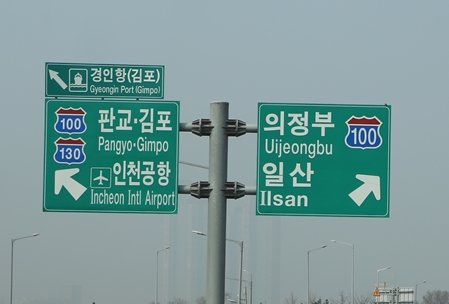 경인항(김포)
Gyeongin Port (Gimpo)
100 판교·김포
130 Pangyo·Gimpo
인천공항
Incheon Intl Airport
의정부 100
Uijeongbu
일산
Ilsan